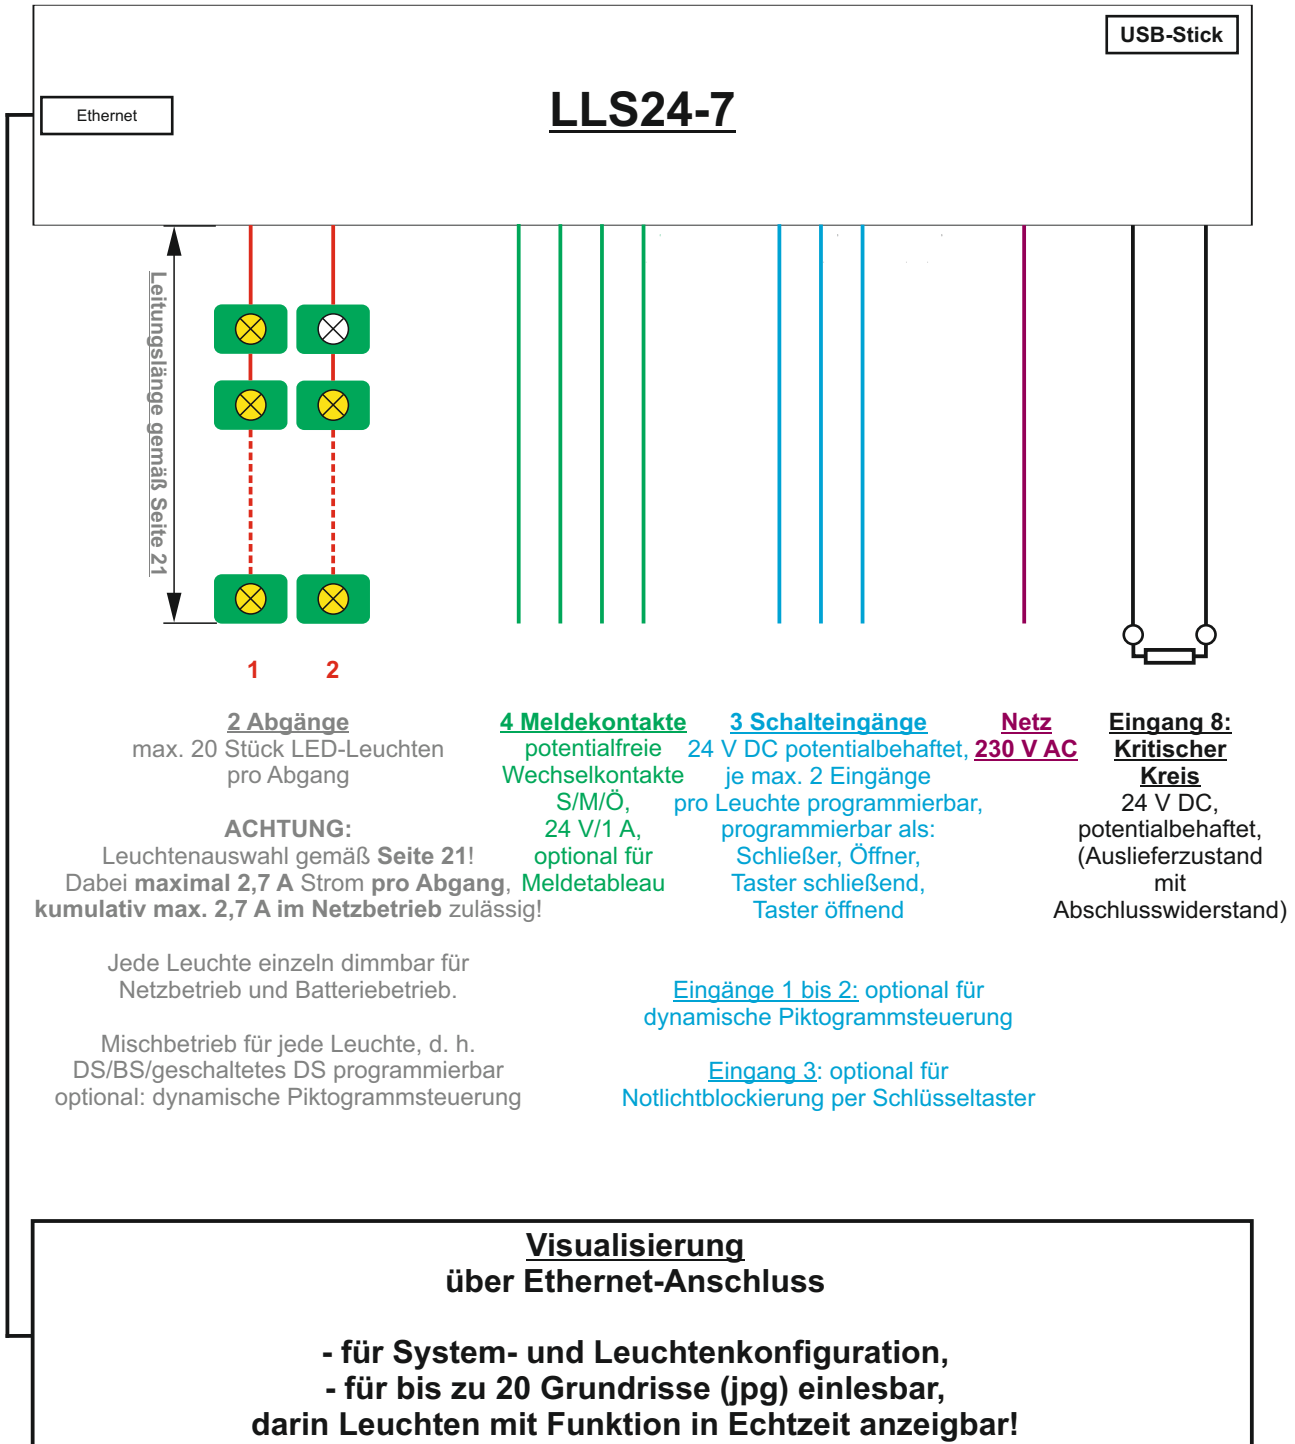 USB-Stick
Ethernet
LLS24-7
Leitungslänge gemäß Seite 21
1
2
2 Abgänge
max. 20 Stück LED-Leuchten
pro Abgang
ACHTUNG:
Leuchtenauswahl gemäß Seite 21!
Dabei maximal 2,7 A Strom pro Abgang,
kumulativ max. 2,7 A im Netzbetrieb zulässig!
Jede Leuchte einzeln dimmbar für
Netzbetrieb und Batteriebetrieb.
Mischbetrieb für jede Leuchte, d. h.
DS/BS/geschaltetes DS programmierbar
optional: dynamische Piktogrammsteuerung
4 Meldekontakte
potentialfreie
Wechselkontakte
S/M/Ö,
24 V/1 A,
optional für
Meldetableau
3 Schalteingänge
24 V DC potentialbehaftet,
je max. 2 Eingänge
pro Leuchte programmierbar,
programmierbar als:
Schließer, Öffner,
Taster schließend,
Taster öffnend
Eingänge 1 bis 2: optional für
dynamische Piktogrammsteuerung
Eingang 3: optional für
Notlichtblockierung per Schlüsseltaster
Netz
230 V AC
Eingang 8:
Kritischer
Kreis
24 V DC,
potentialbehaftet,
(Auslieferzustand
mit
Abschlusswiderstand)
Visualisierung
über Ethernet-Anschluss
- für System- und Leuchtenkonfiguration,
- für bis zu 20 Grundrisse (jpg) einlesbar,
darin Leuchten mit Funktion in Echtzeit anzeigbar!